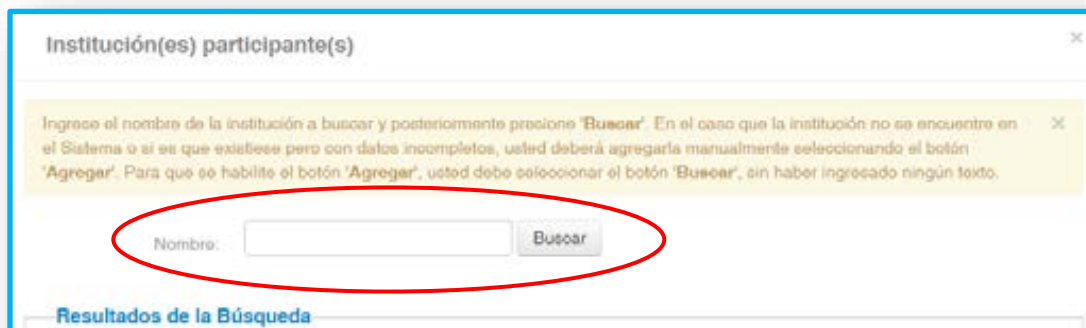 Institución(es) participante(s)
Ingrese el nombre de la institución a buscar y posteriormente presione 'Buscar'. En el caso que la institución no se encuentre en
el Sistema o si es que existiese pero con datos incompletos, usted deberá agregarla manualmente seleccionando el botón
'Agregar'. Para que se habilite el botón 'Agregar', usted debe seleccionar el botón 'Buscar', sin haber ingresado ningún texto.
Nombre: Buscar
Resultados de la Búsqueda